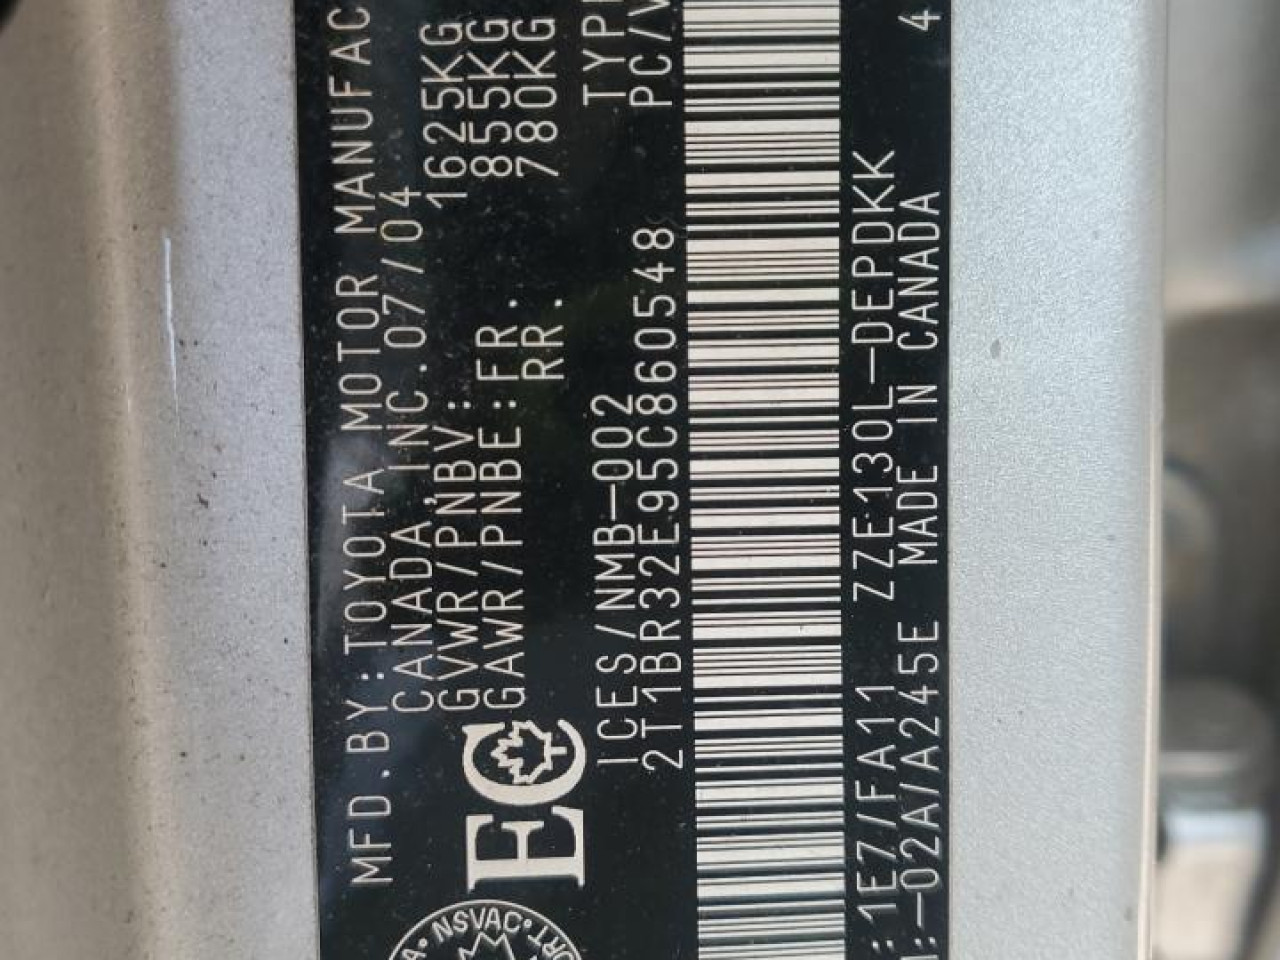 MFD.BY:TOYOTA MOTOR MANUFAC
CANADA INC.07/04
GVWR/PNBV: 1625KG
GAWR/PNBE:FR. 855KG
RR. 780KG
EC
ICES/NMB-002 TYP
2T1BR32E95C860548 PC/V
:1E7/FA11 ZZE130L-DEPDKK
:-02A/A245E MADE IN CANADA 4
NSVAC